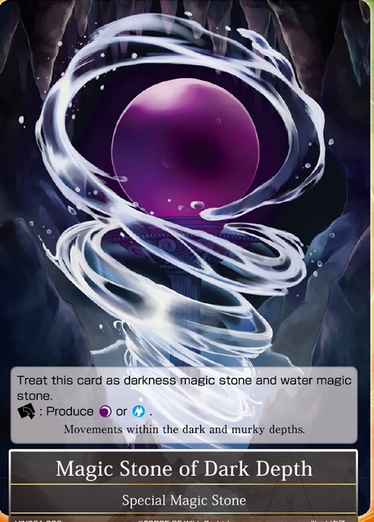 Treat this card as darkness magic stone and water magic
stone.
: Produce or .
Movements within the dark and murky depths.
Magic Stone of Dark Depth
Special Magic Stone